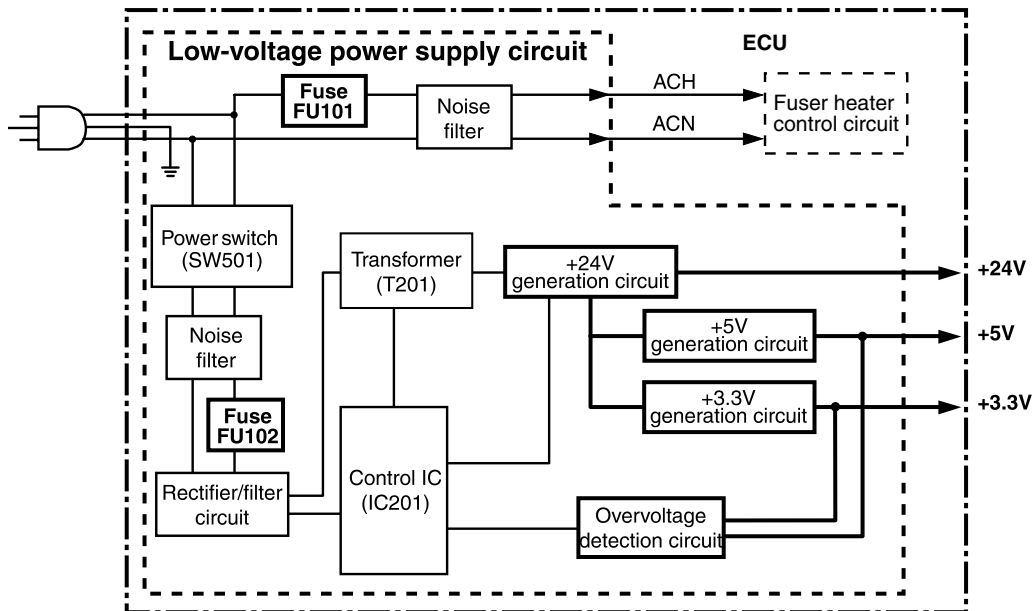 Low-voltage power supply circuit
ECU
Fuse
FU101
Noise
filter
ACH
ACN
Fuser heater
control circuit
Power switch
(SW501)
Transformer
(T201)
+24V
generation circuit
+24V
Noise
filter
+5V
generation circuit
+5V
+3.3V
generation circuit
+3.3V
Fuse
FU102
Rectifier/filter
circuit
Control IC
(IC201)
Overvoltage
detection circuit